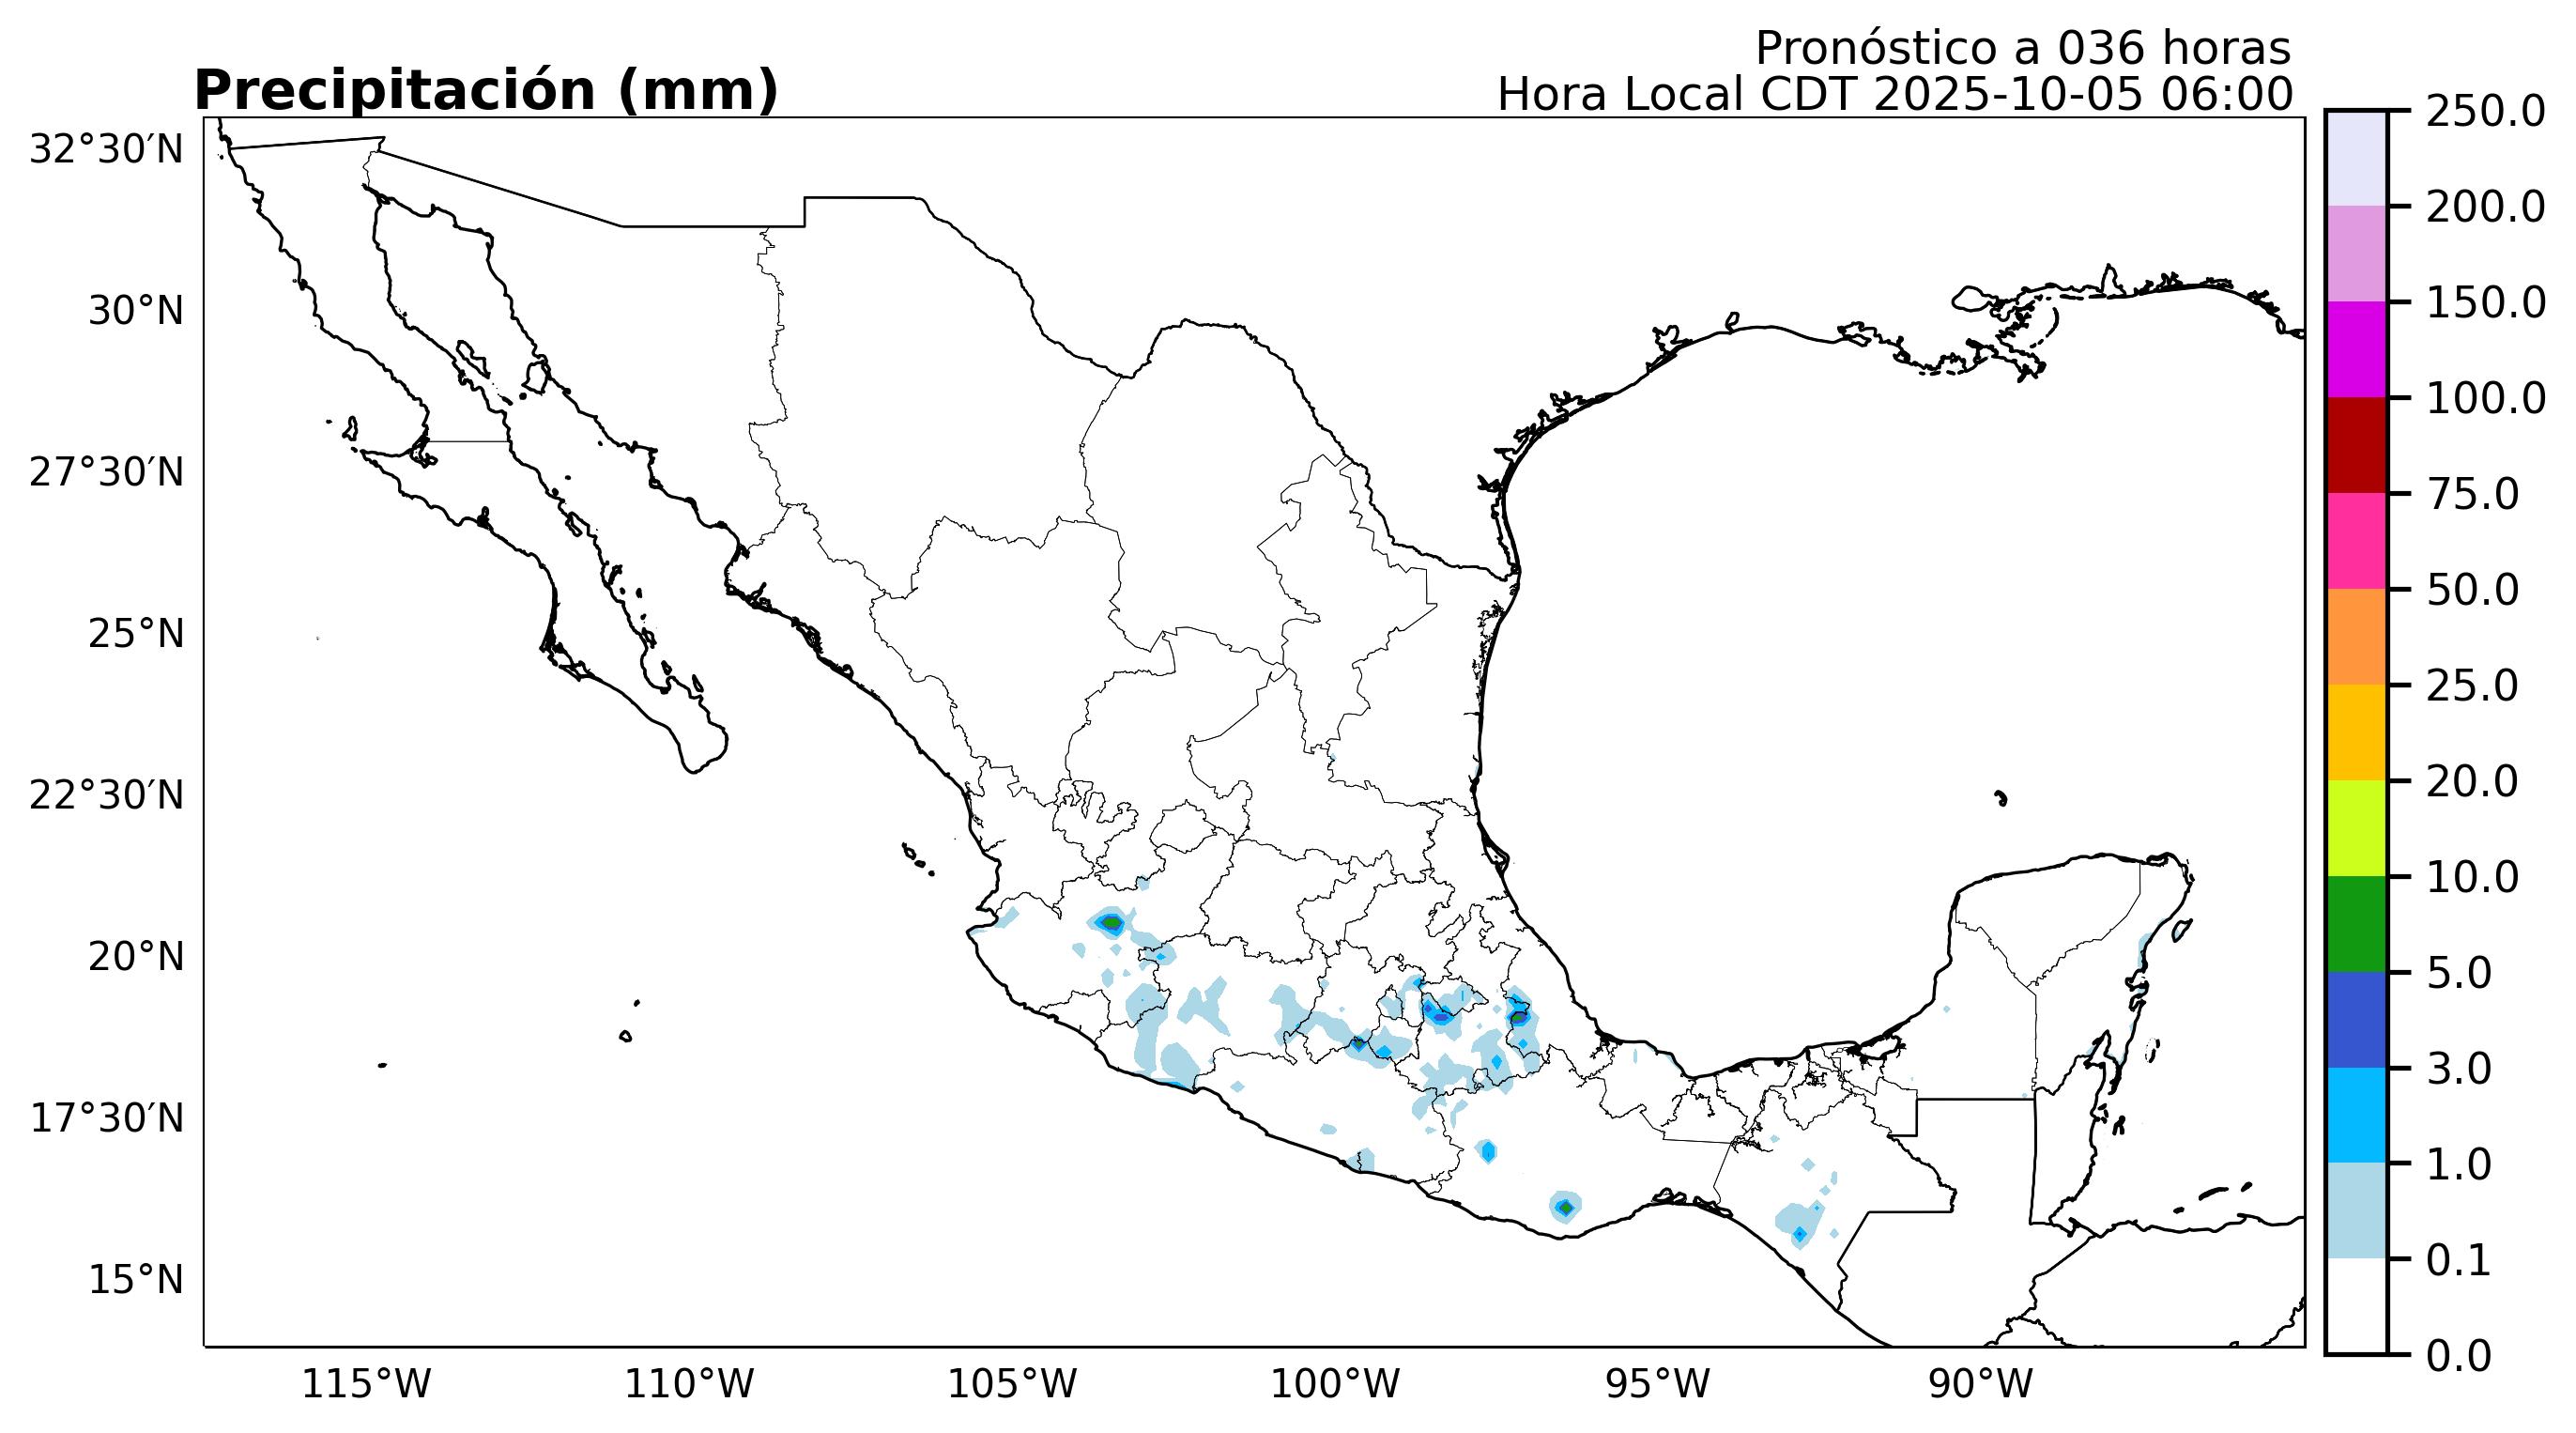 Pronóstico a 036 horas
Precipitación (mm)
Hora Local CDT 2025-10-05 06:00
32°30′N
30°N
27°30′N
25°N
22°30′N
20°N
17°30′N
15°N
115°W
110°W
105°W
100°W
95°W
90°W
250.0
200.0
150.0
100.0
75.0
50.0
25.0
20.0
10.0
5.0
3.0
1.0
0.1
0.0